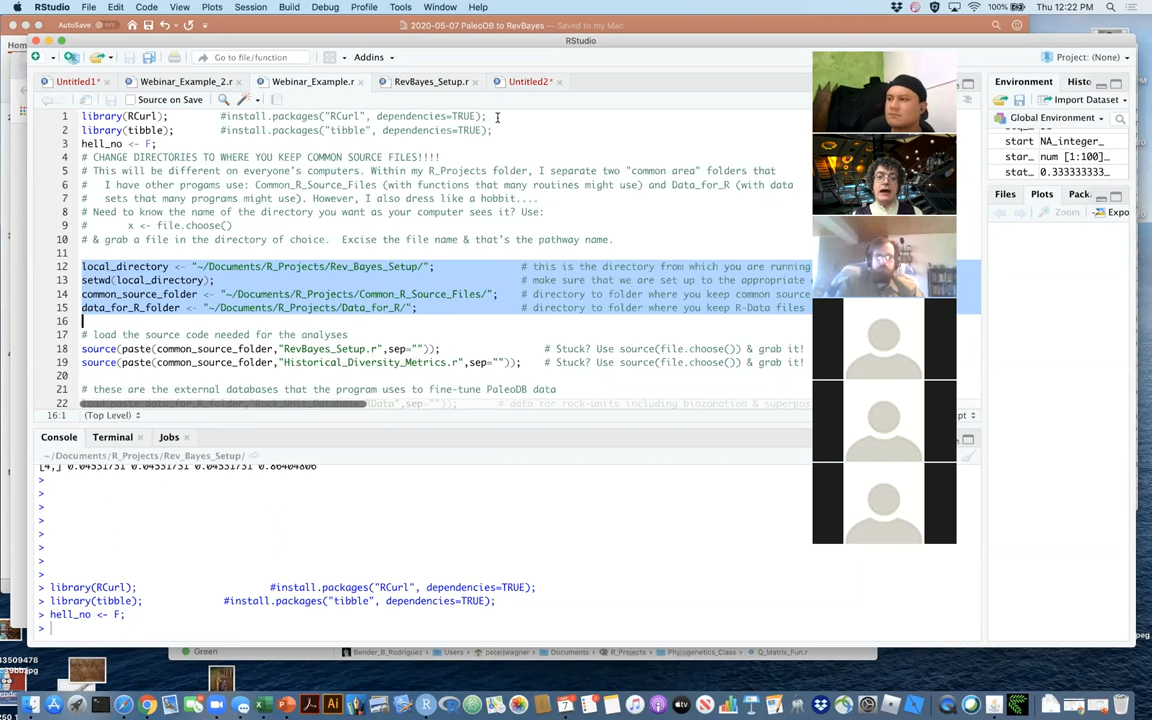 RStudio File Edit Code View Plots Session Build Debug Profile Tools Window Help
100% Thu 12:22 PM
AutoSave OFF 2020-05-07 PaleoDB to RevBayes — Saved to my Mac
RStudio
Go to file/function Addins Project: (None)
Untitled1* Webinar_Example_2.r Webinar_Example.r RevBayes_Setup.r Untitled2*
Source on Save
1 library(RCurl); #install.packages("RCurl", dependencies=TRUE);
2 library(tibble); #install.packages("tibble", dependencies=TRUE);
3 hell_no <- F;
4 # CHANGE DIRECTORIES TO WHERE YOU KEEP COMMON SOURCE FILES!!!!
5 # This will be different on everyone's computers. Within my R_Projects folder, I separate two "common area" folders that
6 # I have other progams use: Common_R_Source_Files (with functions that many routines might use) and Data_for_R (with data
7 # sets that many programs might use). However, I also dress like a hobbit....
8 # Need to know the name of the directory you want as your computer sees it? Use:
9 # x <- file.choose()
10 # & grab a file in the directory of choice. Excise the file name & that's the pathway name.
11
12 local_directory <- "~/Documents/R_Projects/Rev_Bayes_Setup/"; # this is the directory from which you are running
13 setwd(local_directory); # make sure that we are set up to the appropriate
14 common_source_folder <- "~/Documents/R_Projects/Common_R_Source_Files/"; # directory to folder where you keep common source
15 data_for_R_folder <- "~/Documents/R_Projects/Data_for_R/"; # directory to folder where you keep R-Data files
16
17 # load the source code needed for the analyses
18 source(paste(common_source_folder,"RevBayes_Setup.r",sep="")); # Stuck? Use source(file.choose()) & grab it!
19 source(paste(common_source_folder,"Historical_Diversity_Metrics.r",sep="")); # Stuck? Use source(file.choose()) & grab it!
20
21 # these are the external databases that the program uses to fine-tune PaleoDB data
22 load(paste(data_for_R_folder,"Rock_Unit_Database.RData",sep="")); # data for rock-units including biozanation & superpos
16:1 (Top Level)
Console Terminal Jobs
~/Documents/R_Projects/Rev_Bayes_Setup/
[4,] 0.04531731 0.04531731 0.04531731 0.86404806
>
>
>
>
>
>
>
>
> library(RCurl); #install.packages("RCurl", dependencies=TRUE);
> library(tibble); #install.packages("tibble", dependencies=TRUE);
> hell_no <- F;
>
Environment Histo
Import Dataset
Global Environment
start NA_integer_
star… num [1:100]…
stat… 0.333333333…
Files Plots Pack
Zoom Expo
Green
Bender_B_Rodriguez Users peterjwagner Documents R_Projects Phylogenetics_Class Q_Matrix_Fun.r